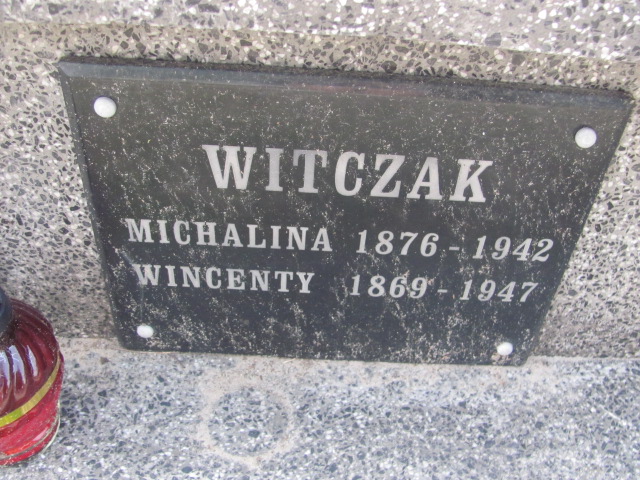 WITCZAK
MICHALINA 1876 - 1942
WINCENTY 1869 - 1947